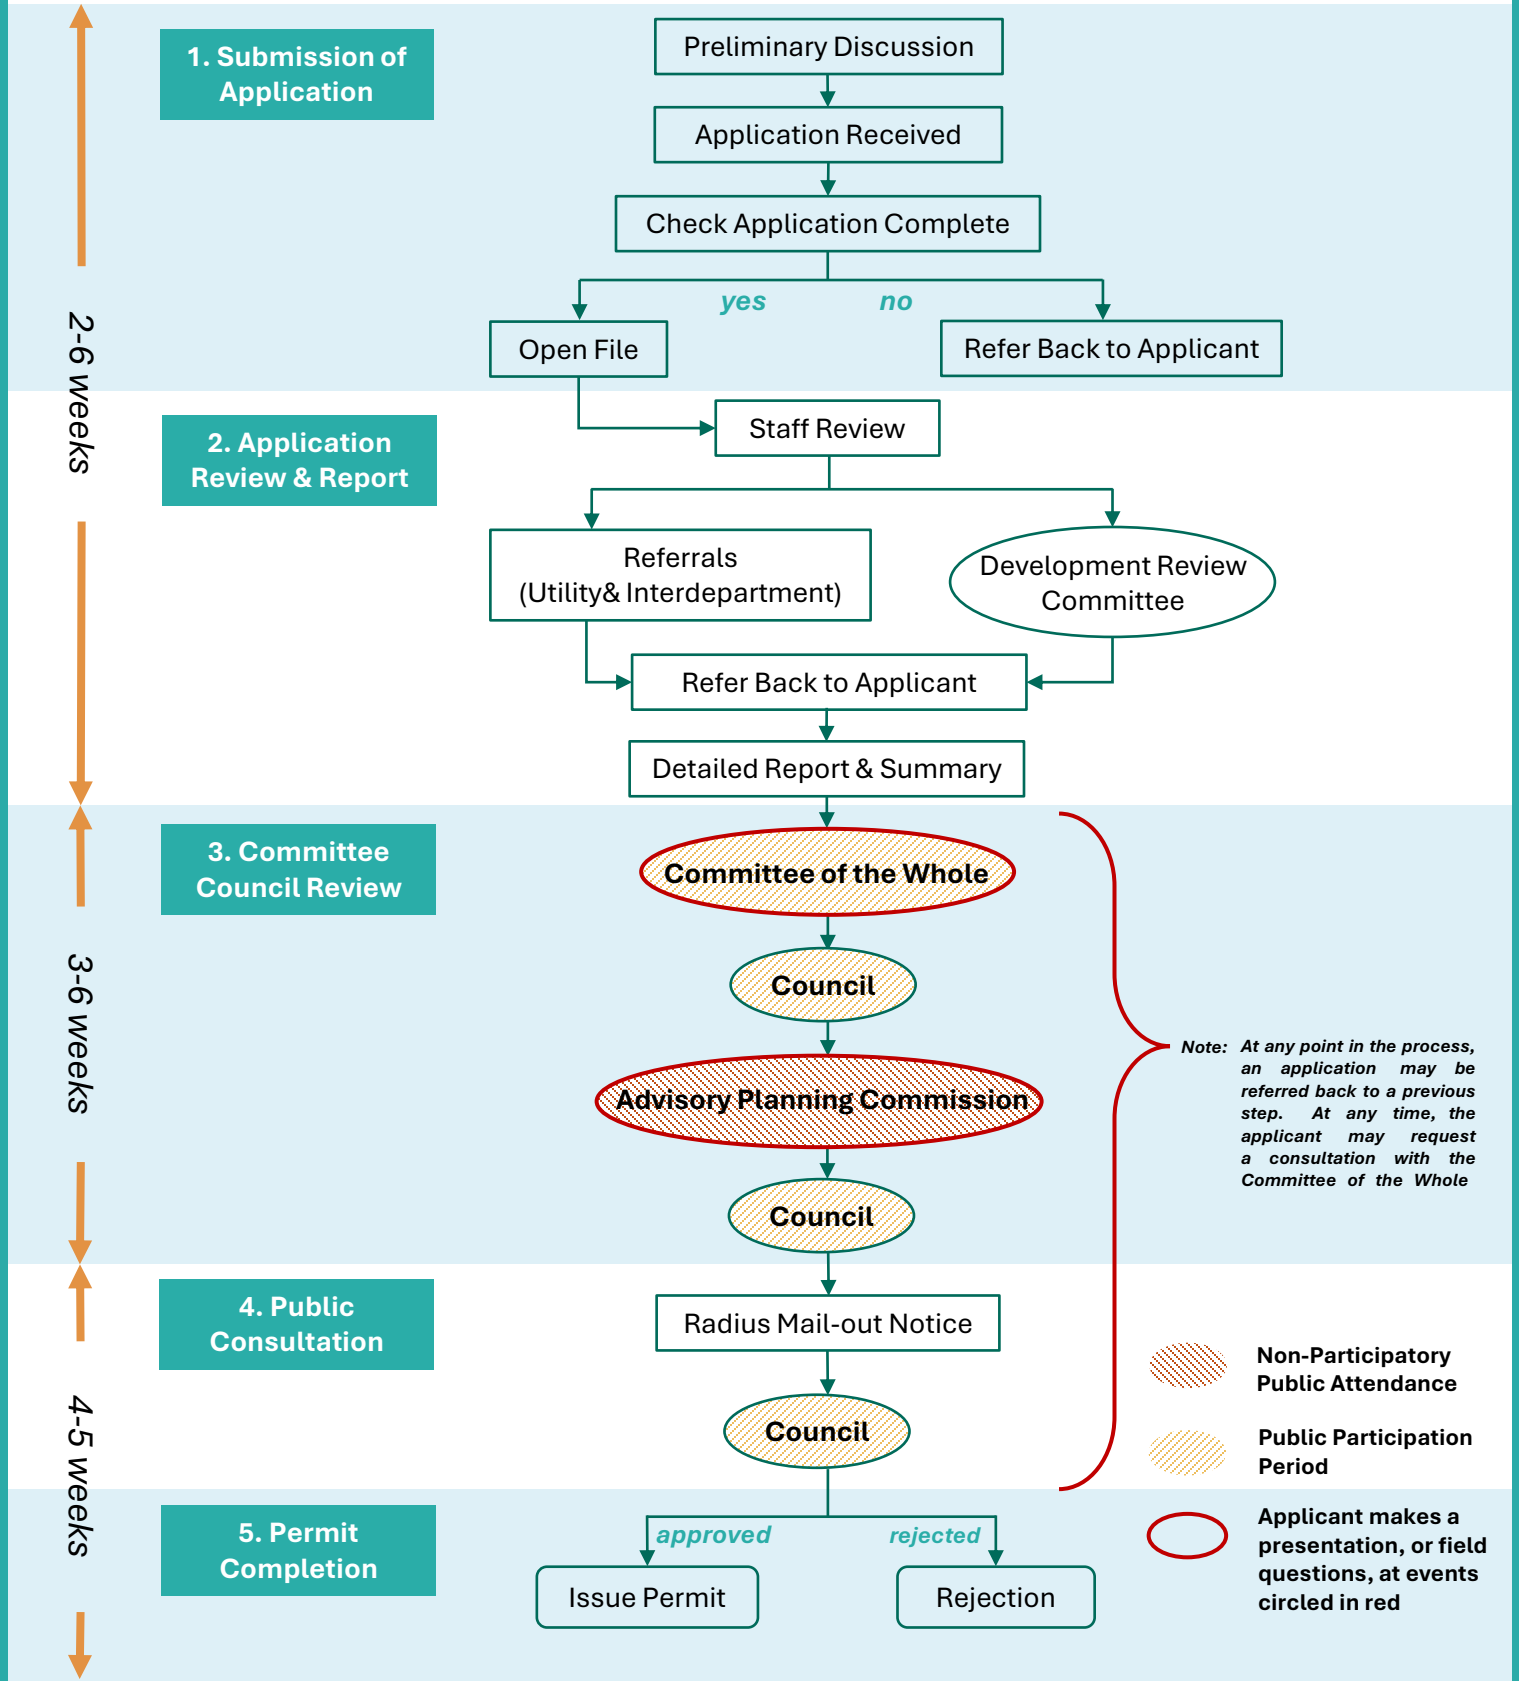 1. Submission of
Application
Preliminary Discussion
Application Received
Check Application Complete
yes
no
Open File
Refer Back to Applicant
2-6 weeks
2. Application
Review & Report
Staff Review
Referrals
(Utility& Interdepartment)
Development Review
Committee
Refer Back to Applicant
Detailed Report & Summary
3. Committee
Council Review
Committee of the Whole
Council
3-6 weeks
Advisory Planning Commission
Council
Note:
At any point in the process,
an application may be
referred back to a previous
step. At any time, the
applicant may request
a consultation with the
Committee of the Whole
4. Public
Consultation
Radius Mail-out Notice
Council
4-5 weeks
Non-Participatory
Public Attendance
Public Participation
Period
Applicant makes a
presentation, or field
questions, at events
circled in red
5. Permit
Completion
approved
rejected
Issue Permit
Rejection